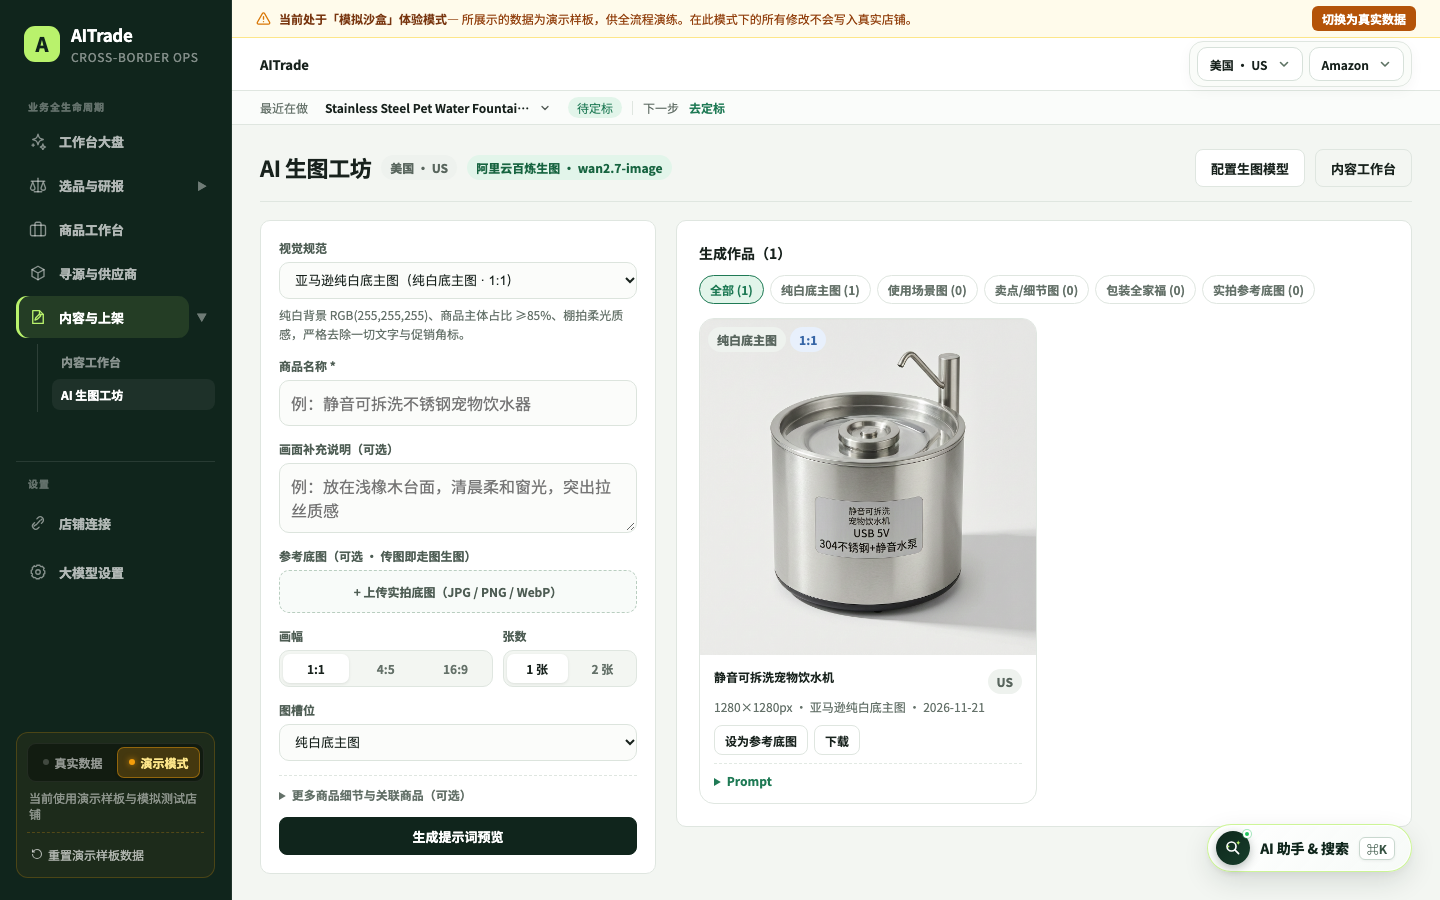 A
AITrade
CROSS-BORDER OPS
业务全生命周期
工作台大盘
选品与研报
商品工作台
寻源与供应商
内容与上架
内容工作台
AI 生图工坊
设置
店铺连接
大模型设置
真实数据
演示模式
当前使用演示样板与模拟测试店
铺
重置演示样板数据
当前处于「模拟沙盒」体验模式— 所展示的数据为演示样板，供全流程演练。在此模式下的所有修改不会写入真实店铺。
切换为真实数据
AITrade
美国 · US
Amazon
最近在做
Stainless Steel Pet Water Fountai···
待定标
下一步
去定标
AI 生图工坊
美国 · US
阿里云百炼生图 · wan2.7-image
配置生图模型
内容工作台
视觉规范
亚马逊纯白底主图（纯白底主图 · 1:1）
纯白背景 RGB(255,255,255)、商品主体占比 ≥85%、棚拍柔光质
感，严格去除一切文字与促销角标。
商品名称 *
例：静音可拆洗不锈钢宠物饮水器
画面补充说明（可选）
例：放在浅橡木台面，清晨柔和窗光，突出拉
丝质感
参考底图（可选 · 传图即走图生图）
+ 上传实拍底图（JPG / PNG / WebP）
画幅
张数
1:1
4:5
16:9
1 张
2 张
图槽位
纯白底主图
更多商品细节与关联商品（可选）
生成提示词预览
生成作品（1）
全部 (1)
纯白底主图 (1)
使用场景图 (0)
卖点/细节图 (0)
包装全家福 (0)
实拍参考底图 (0)
纯白底主图
1:1
静音可拆洗
宠物饮水机
USB 5V
304不锈钢+静音水泵
静音可拆洗宠物饮水机
US
1280×1280px · 亚马逊纯白底主图 · 2026-11-21
设为参考底图
下载
Prompt
AI 助手 & 搜索
⌘K